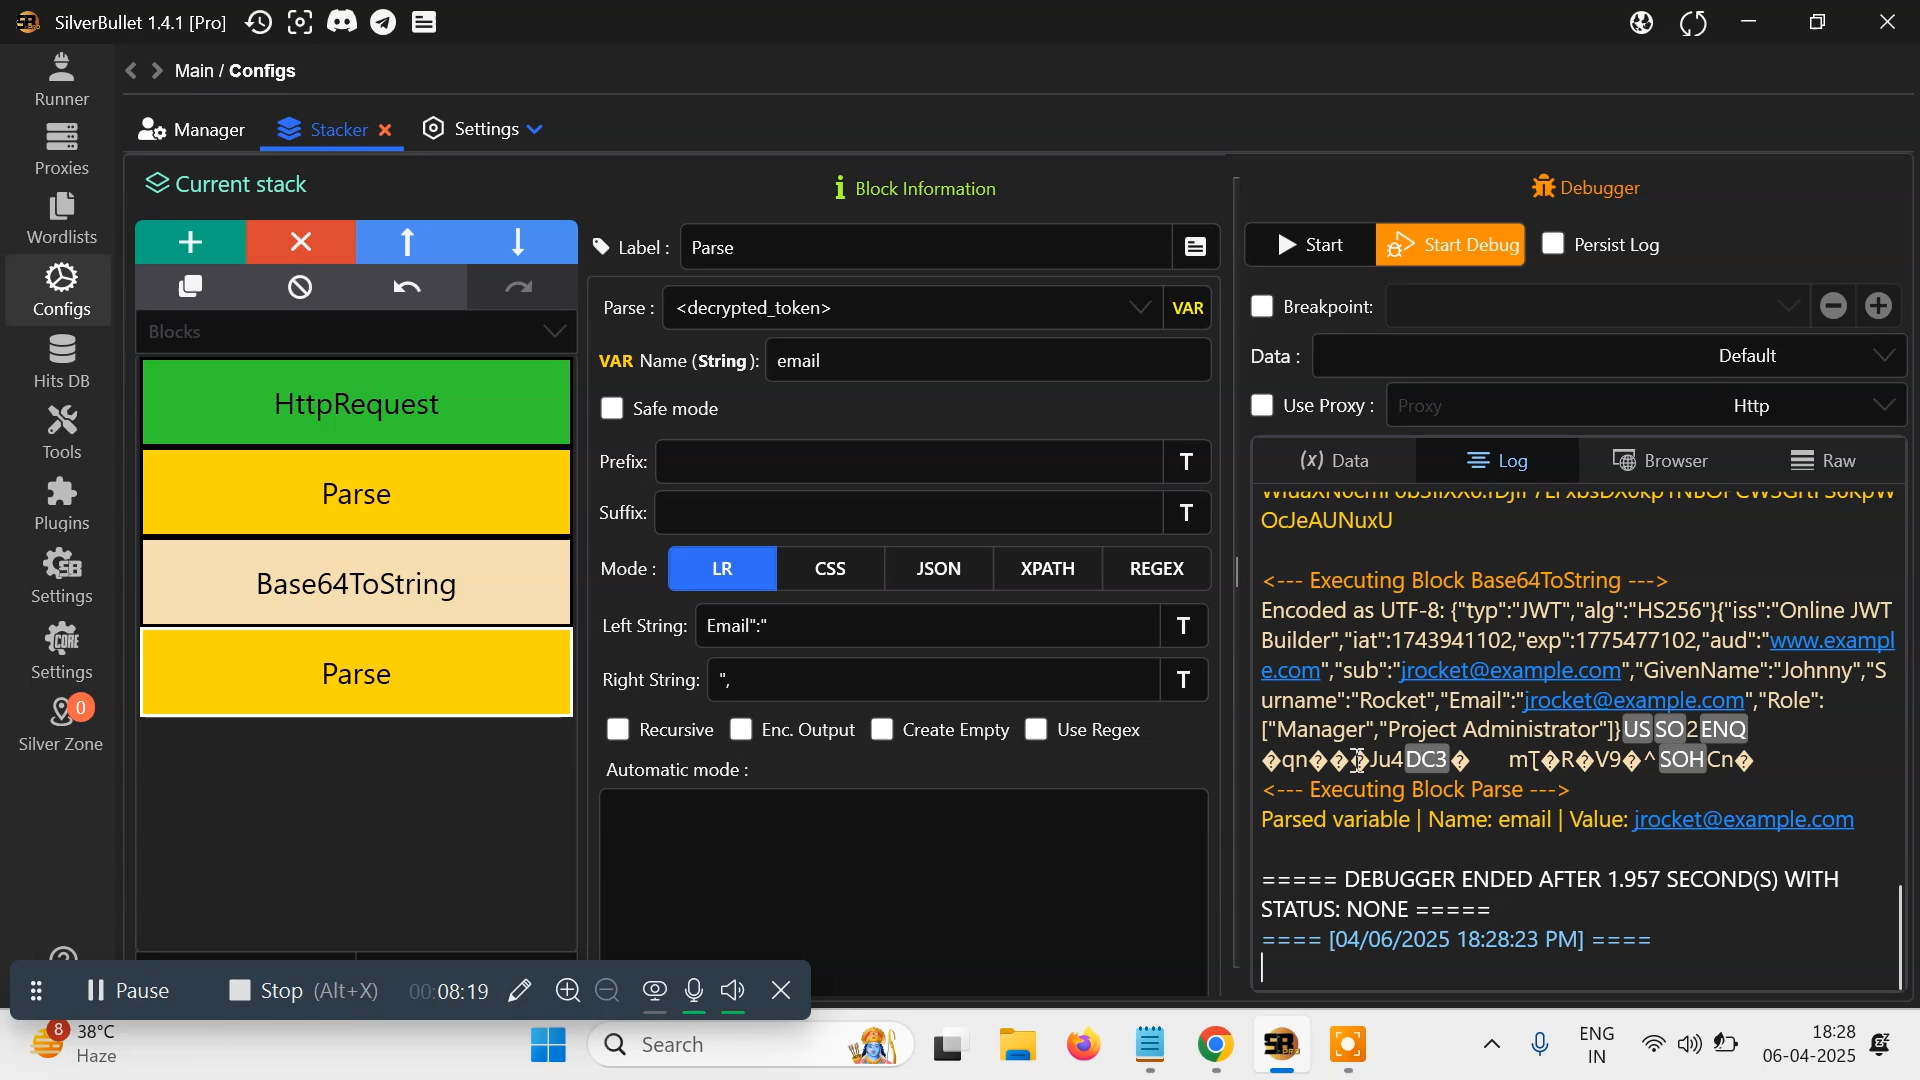 SilverBullet 1.4.1 [Pro]
Runner
Proxies
Wordlists
Configs
Hits DB
Tools
Plugins
Settings
CORE
Settings
0
Silver Zone
Main / Configs
Manager
Stacker
Settings
Current stack
Blocks
HttpRequest
Parse
Base64ToString
Parse
Block Information
Label :
Parse
Parse :
<decrypted_token>
VAR
VAR Name (String):
email
Safe mode
Prefix:
T
Suffix:
T
Mode :
LR
CSS
JSON
XPATH
REGEX
Left String:
Email":"
T
Right String:
",
T
Recursive
Enc. Output
Create Empty
Use Regex
Automatic mode :
Debugger
Start
Start Debug
Persist Log
Breakpoint:
Data :
Default
Use Proxy :
Proxy
Http
(x) Data
Log
Browser
Raw
OcJeAUNuxU
<--- Executing Block Base64ToString --->
Encoded as UTF-8: {"typ":"JWT","alg":"HS256"}{"iss":"Online JWT
Builder","iat":1743941102,"exp":1775477102,"aud":"www.exampl
e.com","sub":"jrocket@example.com","GivenName":"Johnny","S
urname":"Rocket","Email":"jrocket@example.com","Role":
["Manager","Project Administrator"]}US SO2ENQ
�qn���Ju4DC3� m�R�V9�^SOHCn�
<--- Executing Block Parse --->
Parsed variable | Name: email | Value: jrocket@example.com
===== DEBUGGER ENDED AFTER 1.957 SECOND(S) WITH
STATUS: NONE =====
==== [04/06/2025 18:28:23 PM] ====
Pause
Stop (Alt+X)
00:08:19
8
38°C
Haze
Search
ENG
IN
18:28
06-04-2025